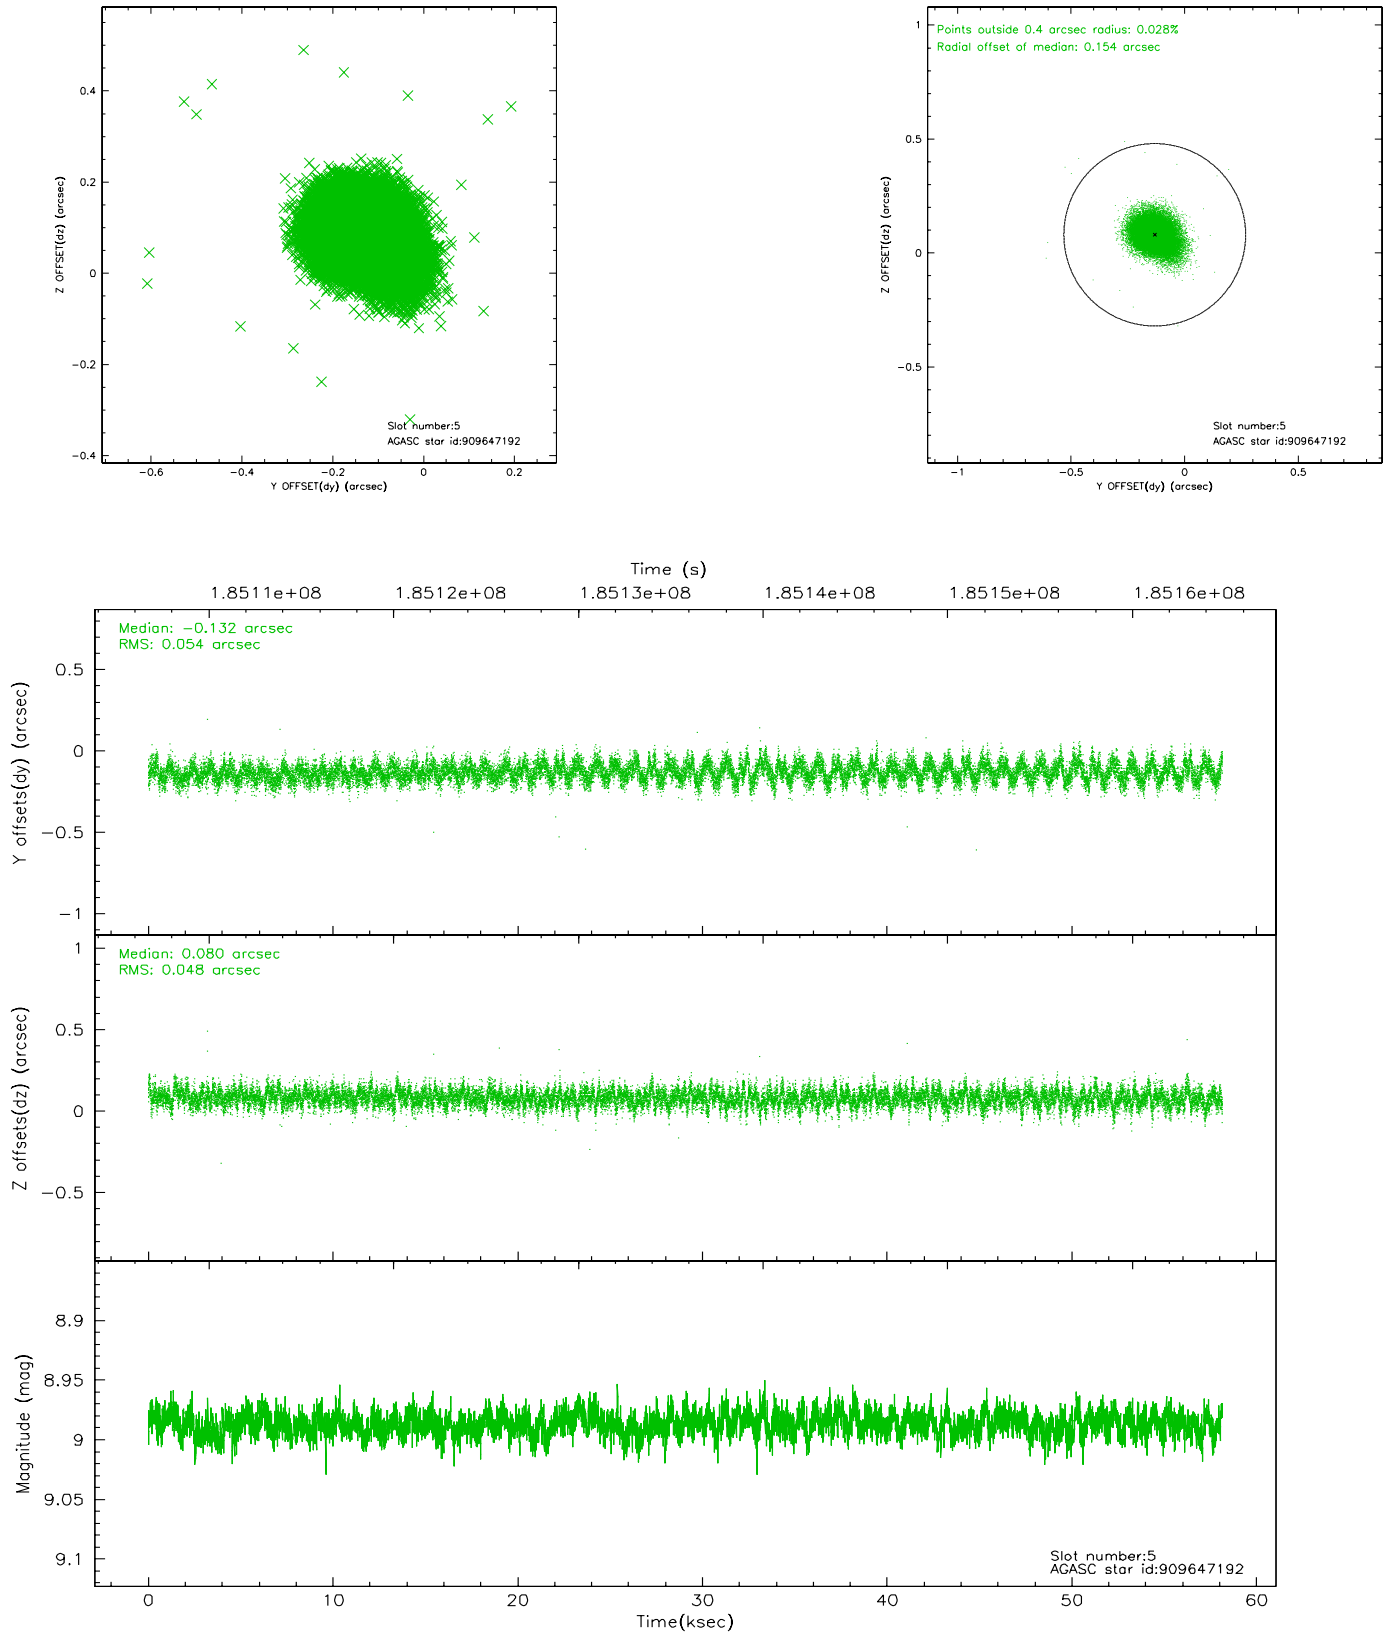 0.4
0.2
0
−0.2
−0.4
Z OFFSET(dz) (arcsec)
−0.6
−0.4
−0.2
0
0.2
Y OFFSET(dy) (arcsec)
Slot number:5
AGASC star id:909647192
Points outside 0.4 arcsec radius: 0.028%
Radial offset of median: 0.154 arcsec
1
0.5
0
−0.5
Z OFFSET(dz) (arcsec)
−1
−0.5
0
0.5
Y OFFSET(dy) (arcsec)
Slot number:5
AGASC star id:909647192
Time (s)
1.8511e+08
1.8512e+08
1.8513e+08
1.8514e+08
1.8515e+08
1.8516e+08
Median: −0.132 arcsec
RMS: 0.054 arcsec
0.5
0
−0.5
−1
Y offsets(dy) (arcsec)
Median: 0.080 arcsec
RMS: 0.048 arcsec
1
0.5
0
−0.5
Z offsets(dz) (arcsec)
8.9
8.95
9
9.05
9.1
Magnitude (mag)
Slot number:5
AGASC star id:909647192
0
10
20
30
40
50
60
Time(ksec)